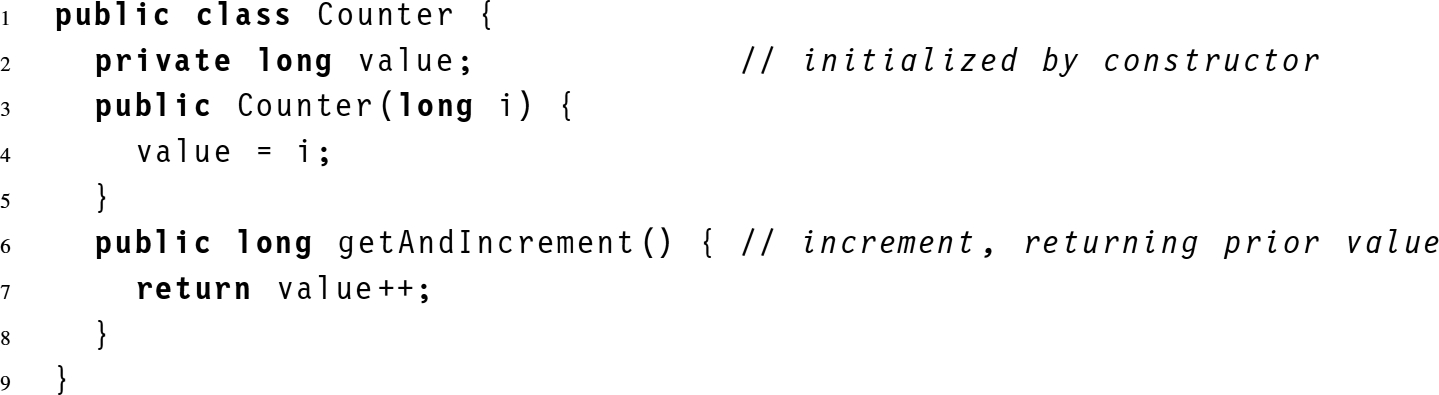 1 public class Counter {
2   private long value;             // initialized by constructor
3   public Counter(long i) {
4     value = i;
5   }
6   public long getAndIncrement() { // increment, returning prior value
7     return value++;
8   }
9 }